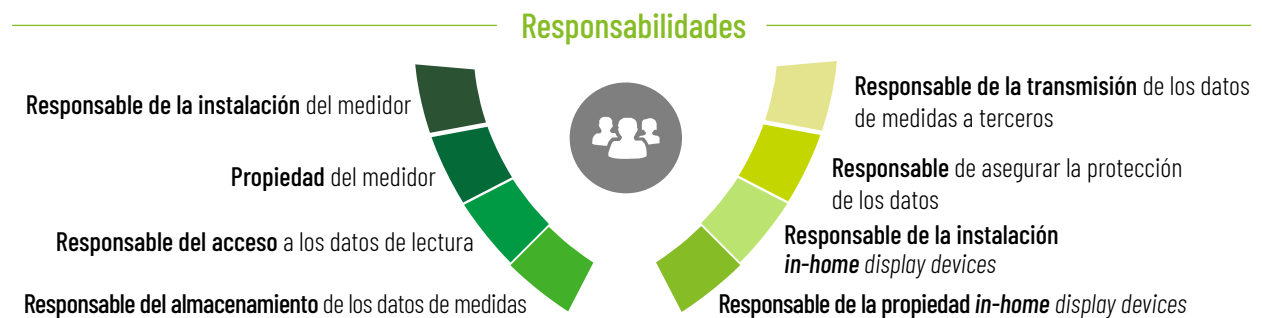 Responsabilidades
Responsable de la instalación del medidor
Propiedad del medidor
Responsable del acceso a los datos de lectura
Responsable del almacenamiento de los datos de medidas
Responsable de la transmisión de los datos
de medidas a terceros
Responsable de asegurar la protección
de los datos
Responsable de la instalación
in-home display devices
Responsable de la propiedad in-home display devices